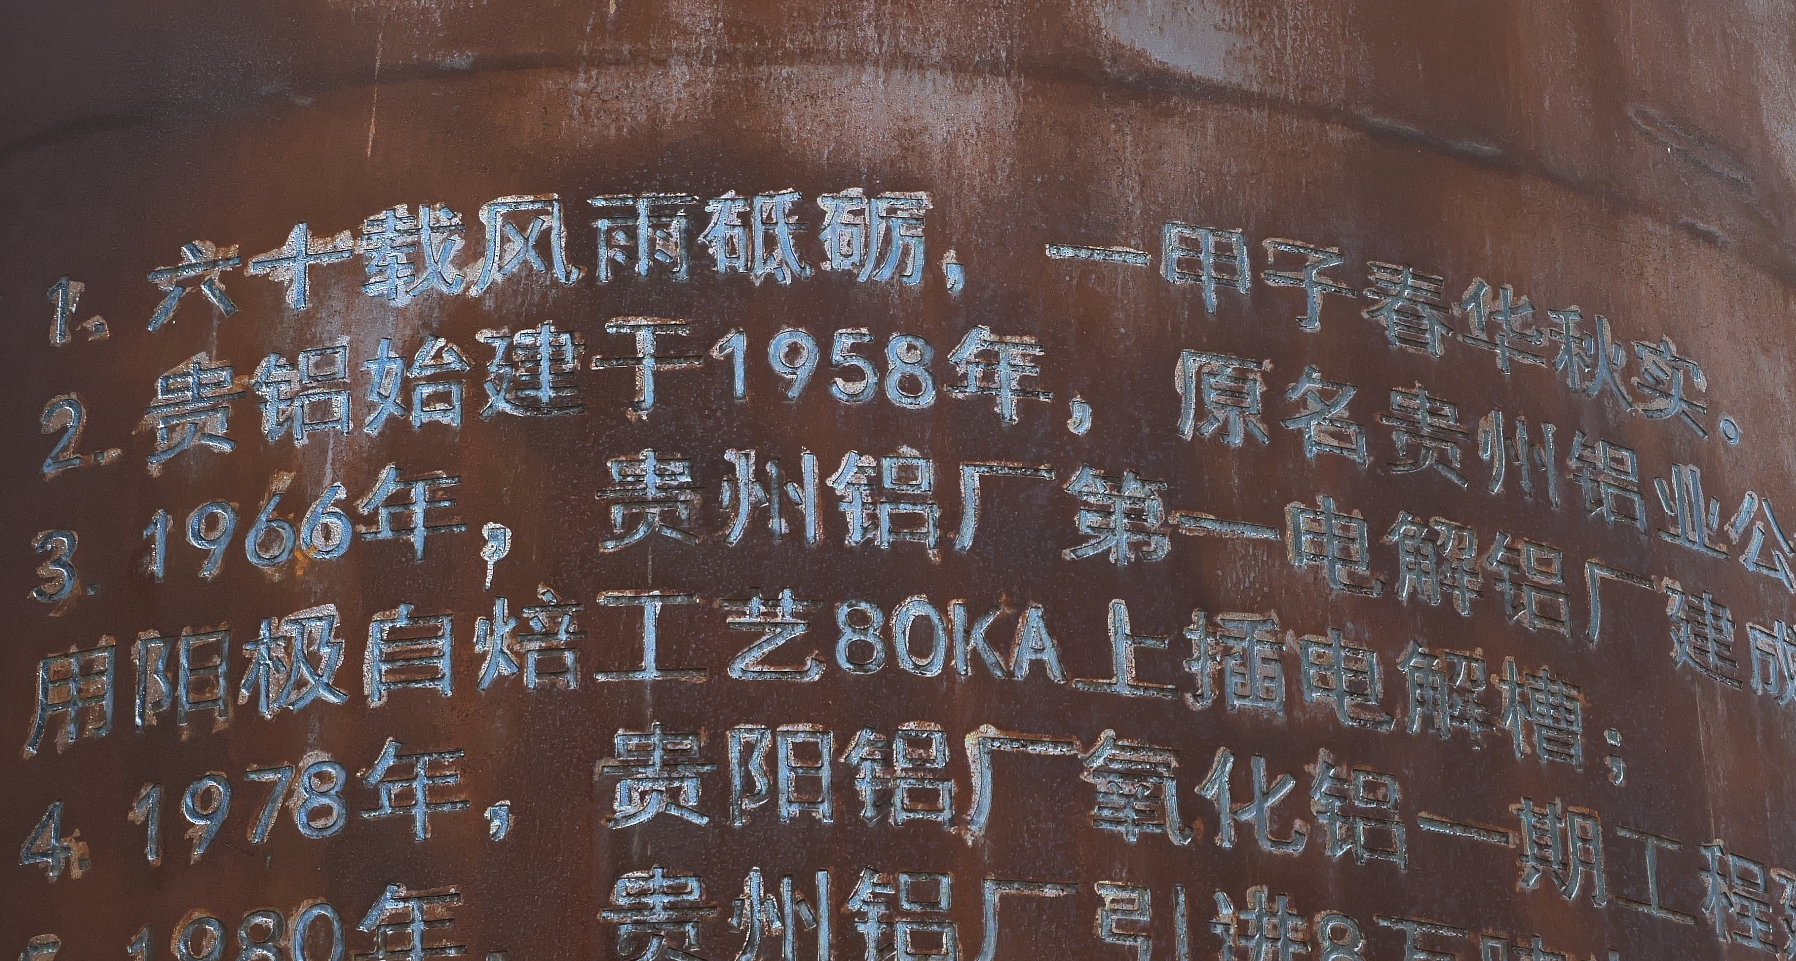 1. 六十载风雨砥砺，一甲子春华秋实。
2. 贵铝始建于1958年，原名贵州铝业公
3. 1966年，贵州铝厂第一电解铝厂建成
用阳极自焙工艺80KA上插电解槽；
4. 1978年，贵阳铝厂氧化铝一期工程
1980年，贵州铝厂引进8万